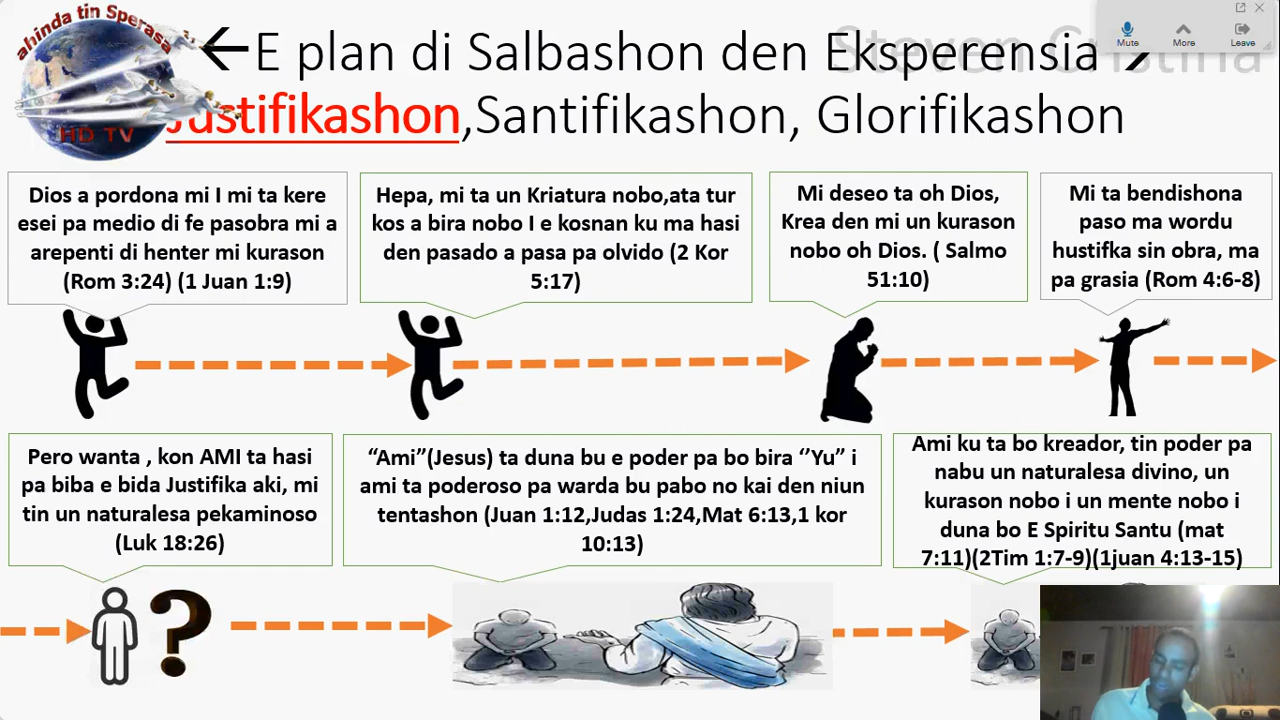 ahinda tin Sperasa
HD TV
←E plan di Salbashon den Eksperensia
Justifikashon,Santifikashon, Glorifikashon
Steven Cristina
Mute
More
Leave
Dios a pordona mi I mi ta kere
esei pa medio di fe pasobra mi a
arepenti di henter mi kurason
(Rom 3:24) (1 Juan 1:9)
Hepa, mi ta un Kriatura nobo,ata tur
kos a bira nobo I e kosnan ku ma hasi
den pasado a pasa pa olvido (2 Kor
5:17)
Mi deseo ta oh Dios,
Krea den mi un kurason
nobo oh Dios. ( Salmo
51:10)
Mi ta bendishona
paso ma wordu
hustifka sin obra, ma
pa grasia (Rom 4:6-8)
Pero wanta , kon AMI ta hasi
pa biba e bida Justifika aki, mi
tin un naturalesa pekaminoso
(Luk 18:26)
“Ami”(Jesus) ta duna bu e poder pa bo bira ‘’Yu” i
ami ta poderoso pa warda bu pabo no kai den niun
tentashon (Juan 1:12,Judas 1:24,Mat 6:13,1 kor
10:13)
Ami ku ta bo kreador, tin poder pa
nabu un naturalesa divino, un
kurason nobo i un mente nobo i
duna bo E Spiritu Santu (mat
7:11)(2Tim 1:7-9)(1juan 4:13-15)
?